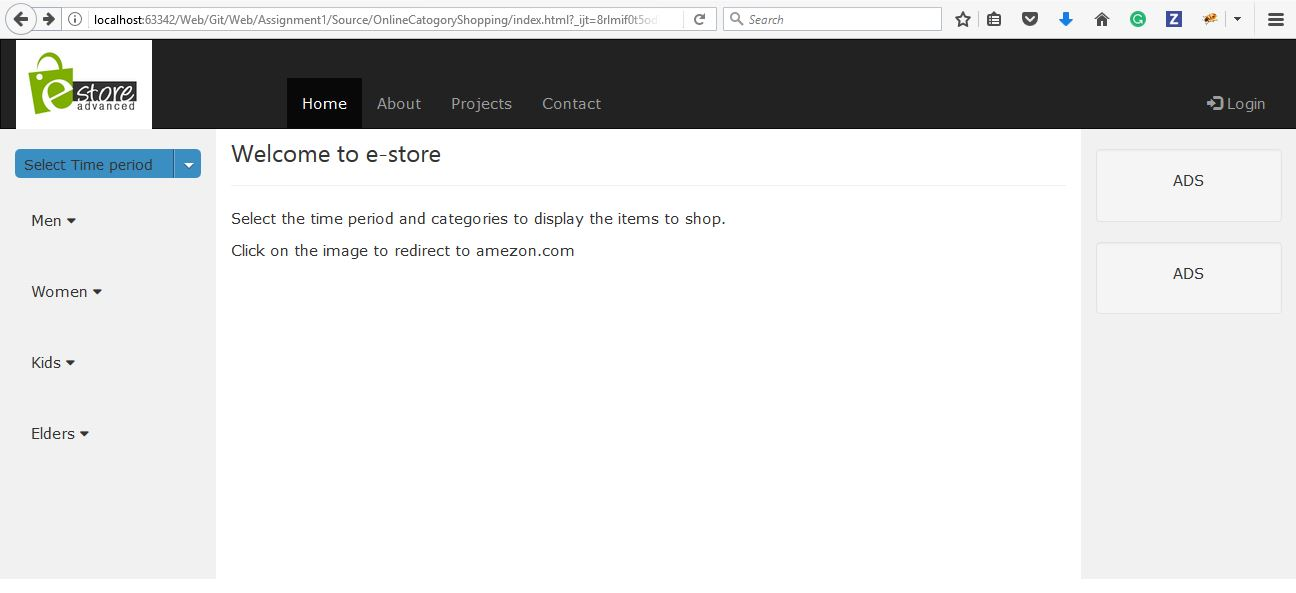 localhost:63342/Web/Git/Web/Assignment1/Source/OnlineCatogoryShopping/index.html?_ijt=8rlmif0t5od
Search
e store
advanced
Home About Projects Contact Login
Select Time period
Men
Women
Kids
Elders
Welcome to e-store
Select the time period and categories to display the items to shop.
Click on the image to redirect to amezon.com
ADS
ADS